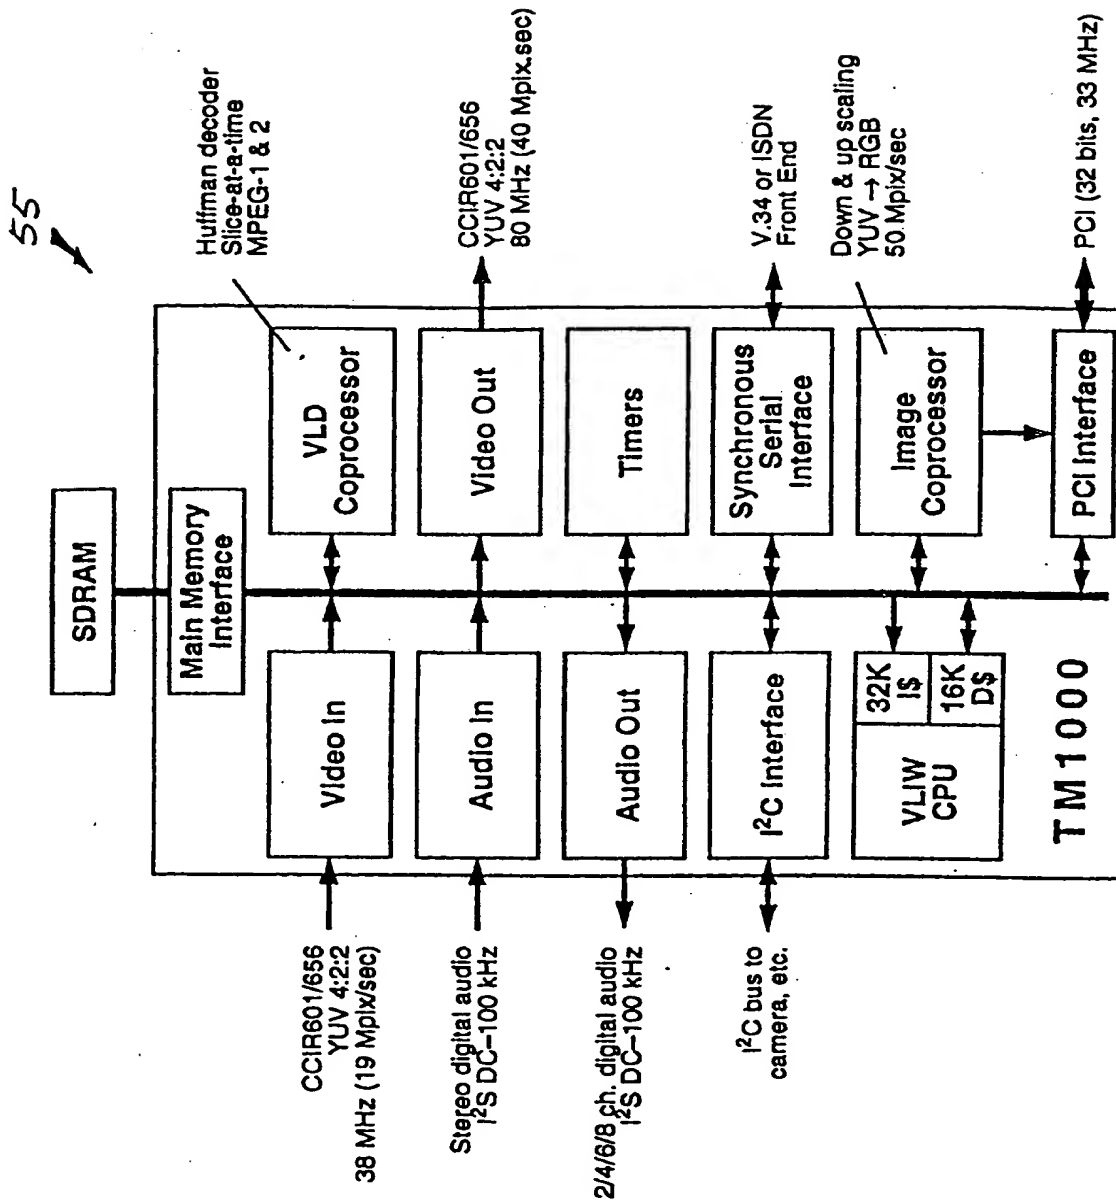 55
SDRAM
Main Memory
Interface
Huffman decoder
Slice-at-a-time
MPEG-1 & 2
CCIR601/656
YUV 4:2:2
38 MHz (19 Mpix/sec)
Video In
VLD
Coprocessor
Stereo digital audio
I²S DC–100 kHz
Audio In
Video Out
CCIR601/656
YUV 4:2:2
80 MHz (40 Mpix.sec)
2/4/6/8 ch. digital audio
I²S DC–100 kHz
Audio Out
Timers
I²C bus to
camera, etc.
I²C Interface
Synchronous
Serial
Interface
V.34 or ISDN
Front End
VLIW
CPU
32K
I$
16K
D$
Image
Coprocessor
Down & up scaling
YUV → RGB
50 Mpix/sec
TM1000
PCI Interface
PCI (32 bits, 33 MHz)